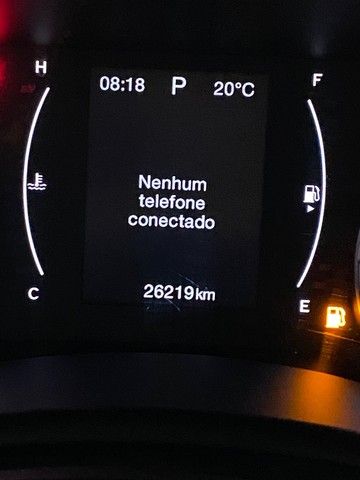 H
F
08:18 P 20°C
Nenhum
telefone
conectado
C
26219km
E